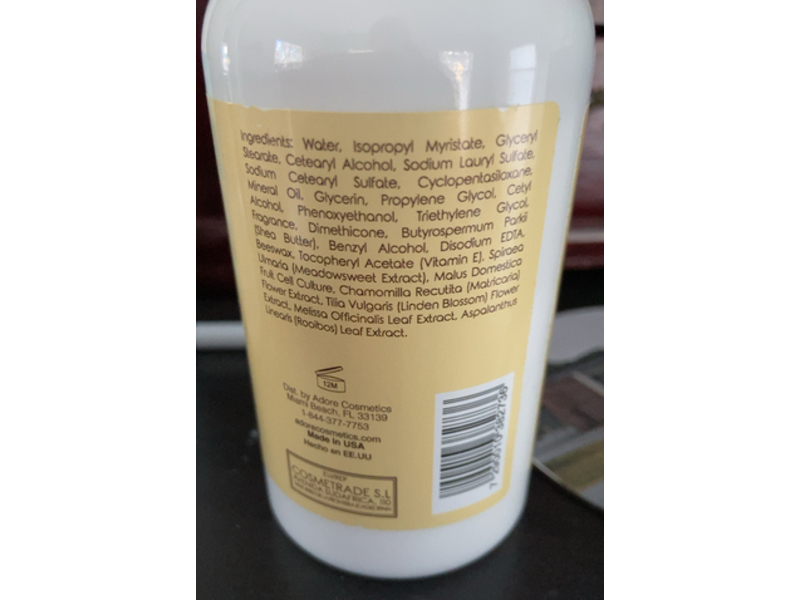 Ingredients: Water, Isopropyl Myristate, Glyceryl
Stearate, Cetearyl Alcohol, Sodium Lauryl Sulfate,
Sodium Cetearyl Sulfate, Cyclopentasiloxane,
Mineral Oil, Glycerin, Propylene Glycol, Cetyl
Alcohol, Phenoxyethanol, Triethylene Glycol,
Fragrance, Dimethicone, Butyrospermum Parkii
(Shea Butter), Benzyl Alcohol, Disodium EDTA,
Beeswax, Tocopheryl Acetate (Vitamin E), Spiraea
Ulmaria (Meadowsweet Extract), Malus Domestica
Fruit Cell Culture, Chamomilla Recutita (Matricaria)
Flower Extract, Tilia Vulgaris (Linden Blossom) Flower
Extract, Melissa Officinalis Leaf Extract, Aspalanthus
Linearis (Rooibos) Leaf Extract.
12M
Dist. by Adore Cosmetics
Miami Beach, FL 33139
1-844-377-7753
adorecosmetics.com
Made in USA
Hecho en EE.UU
COSMETRADE S.L
AVENIDA SUDAFRICA,